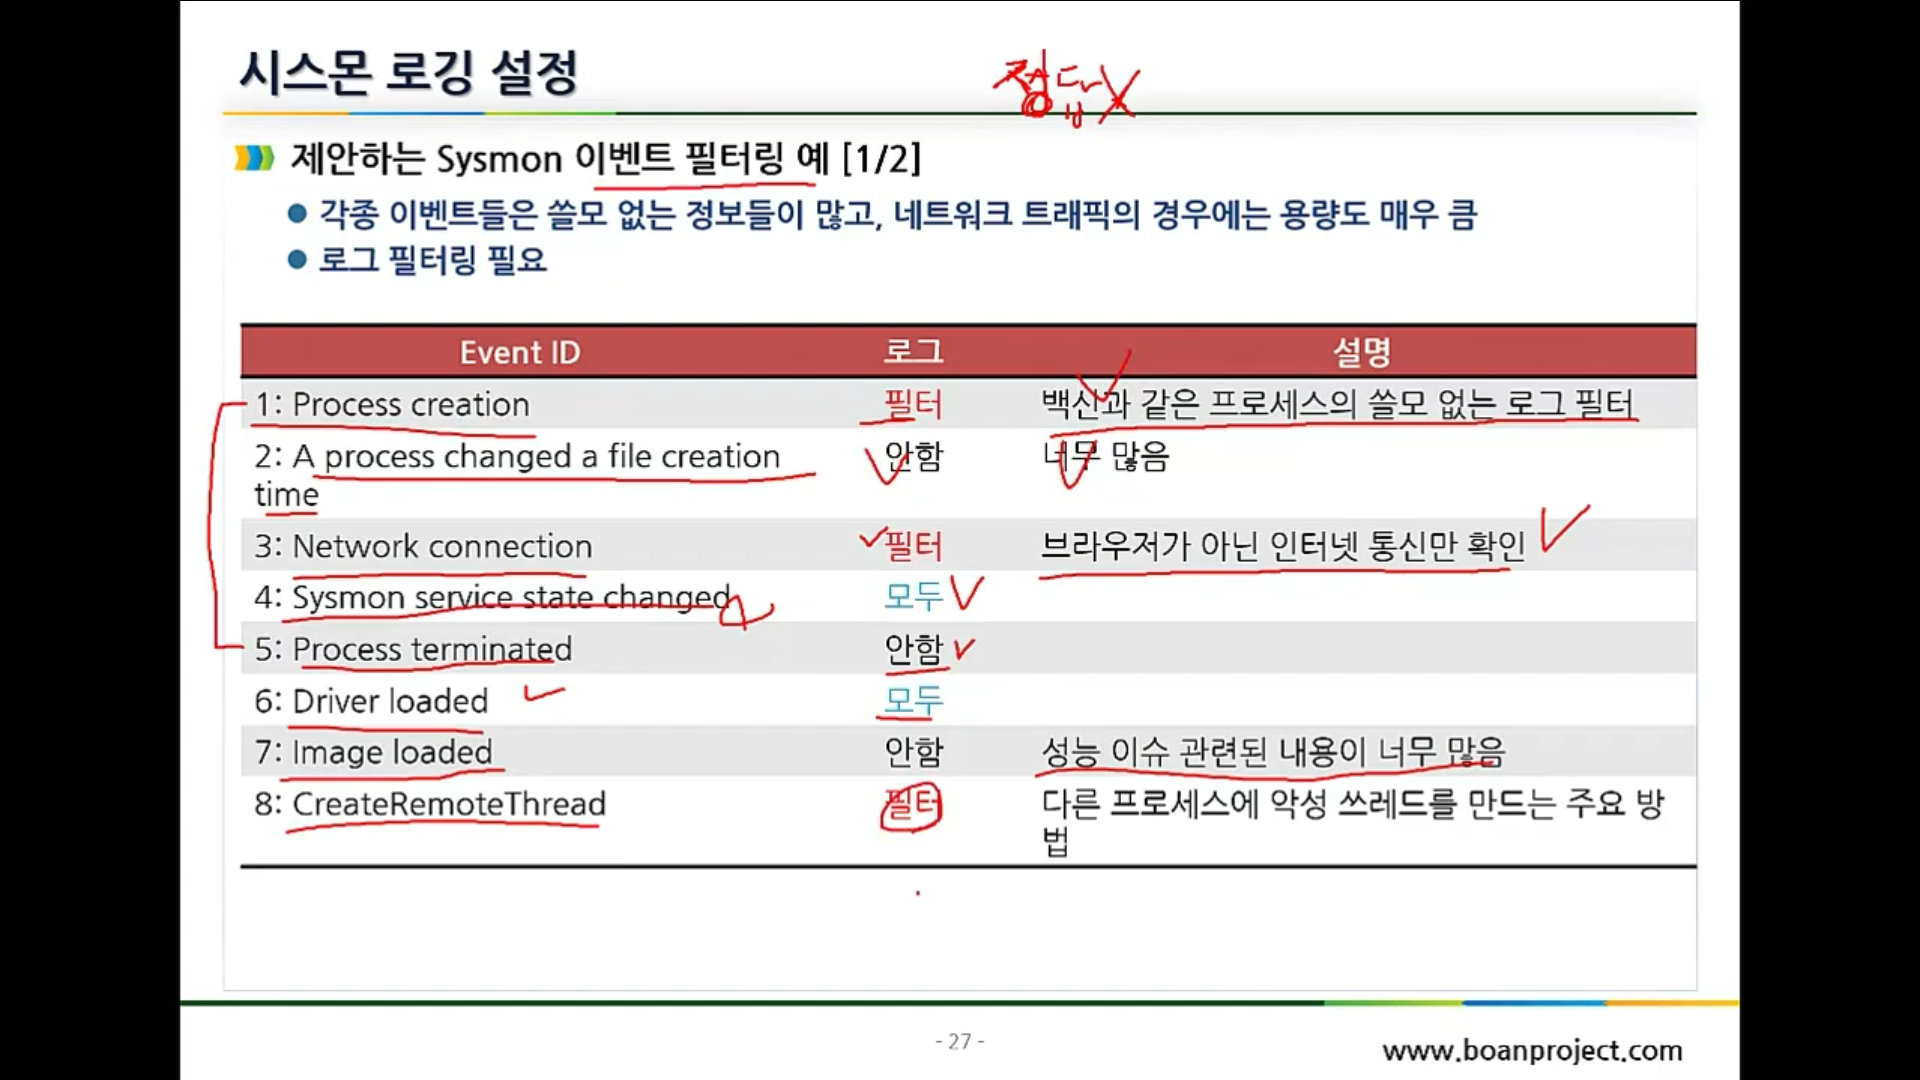 시스몬 로깅 설정
정답 X
제안하는 Sysmon 이벤트 필터링 예 [1/2]
각종 이벤트들은 쓸모 없는 정보들이 많고, 네트워크 트래픽의 경우에는 용량도 매우 큼
로그 필터링 필요
Event ID 로그 설명
1: Process creation 필터 백신과 같은 프로세스의 쓸모 없는 로그 필터
2: A process changed a file creation 안함 너무 많음
time
3: Network connection 필터 브라우저가 아닌 인터넷 통신만 확인
4: Sysmon service state changed 모두
5: Process terminated 안함
6: Driver loaded 모두
7: Image loaded 안함 성능 이슈 관련된 내용이 너무 많음
8: CreateRemoteThread 필터 다른 프로세스에 악성 쓰레드를 만드는 주요 방
법
- 27 -
www.boanproject.com